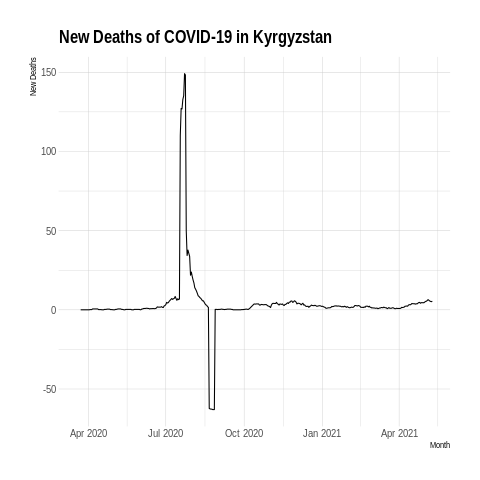 New Deaths of COVID-19 in Kyrgyzstan
New Deaths
150
100
50
0
-50
Apr 2020 Jul 2020 Oct 2020 Jan 2021 Apr 2021
Month